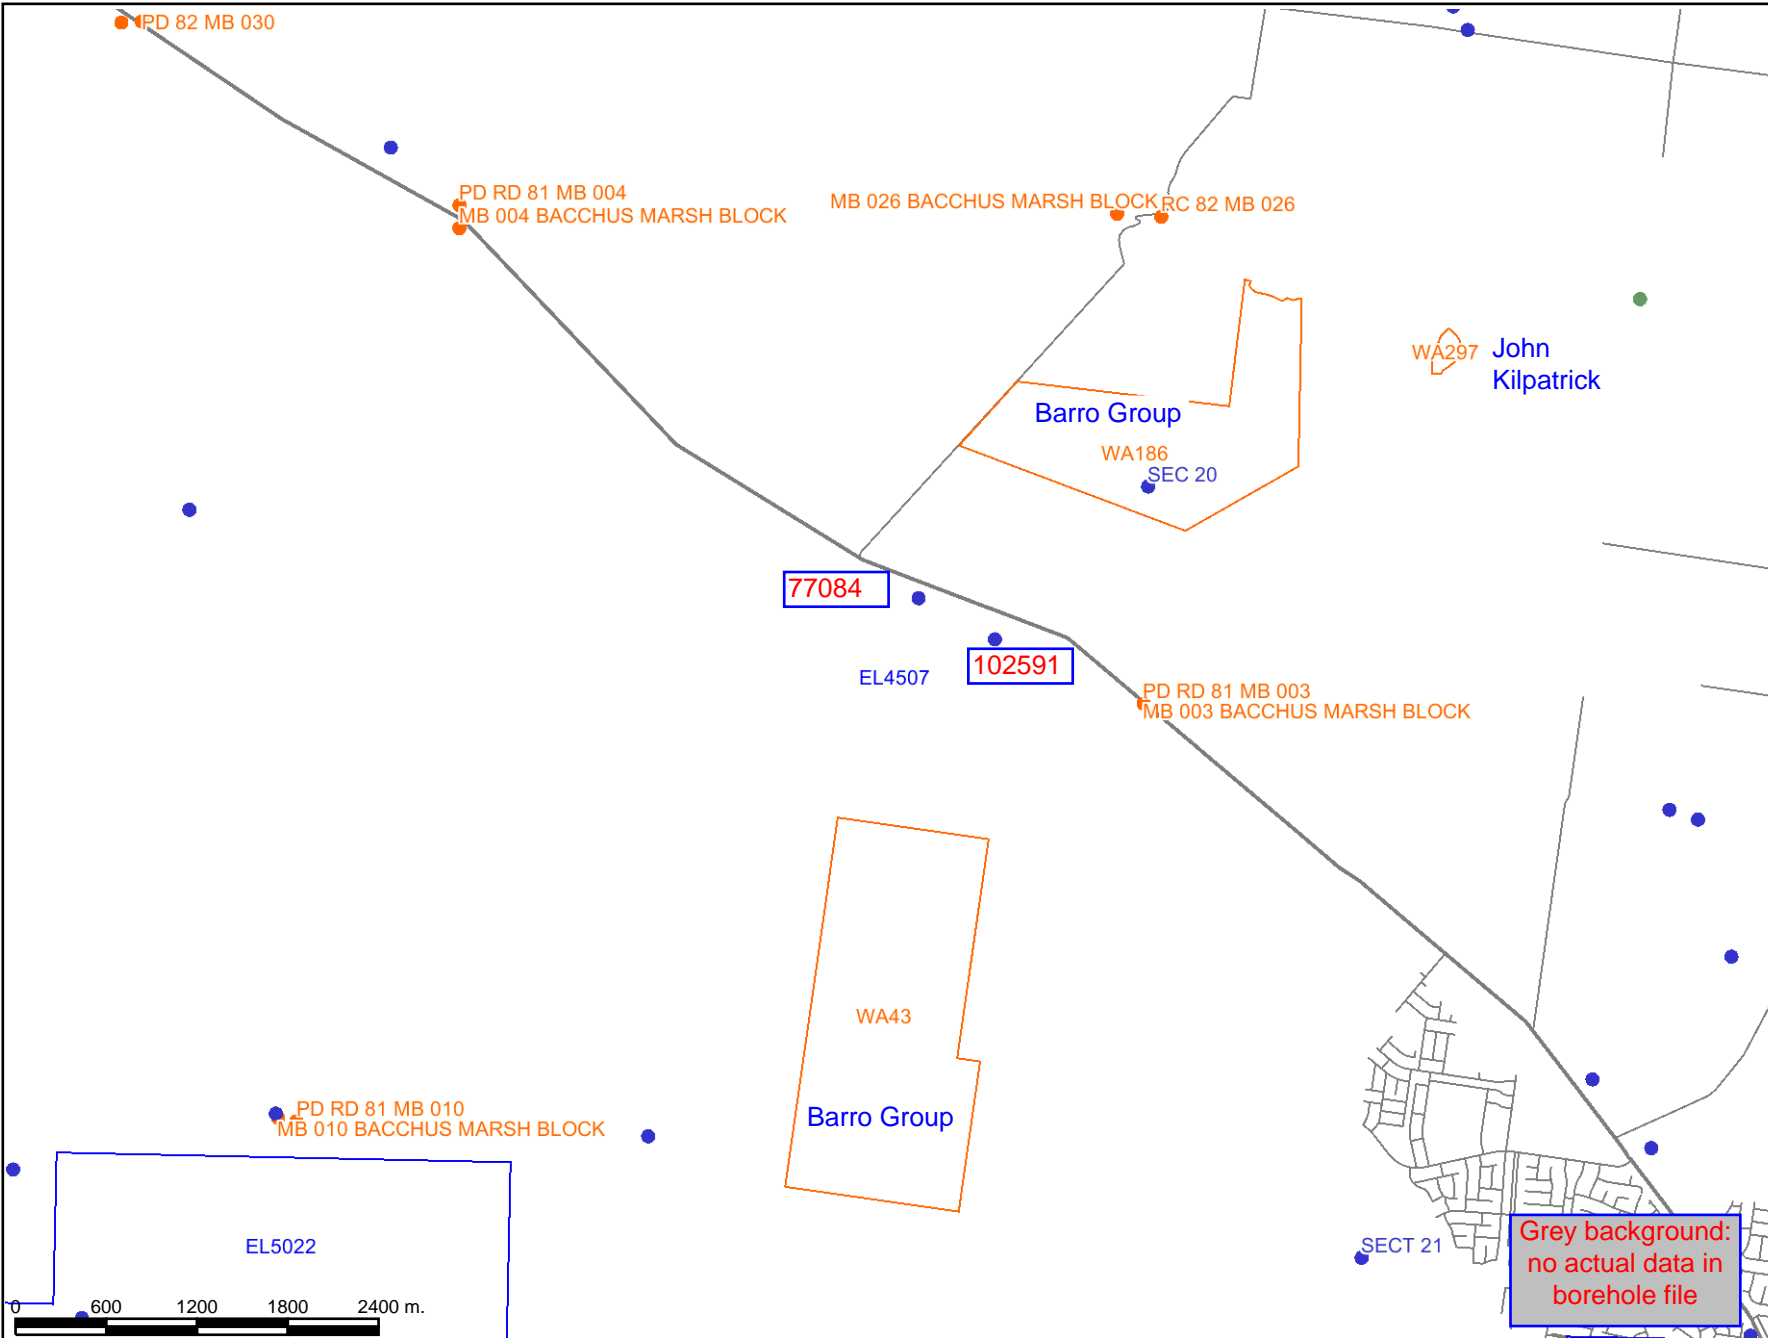 PD 82 MB 030
PD RD 81 MB 004
MB 004 BACCHUS MARSH BLOCK
MB 026 BACCHUS MARSH BLOCK
RC 82 MB 026
WA297
John
Kilpatrick
Barro Group
WA186
SEC 20
77084
102591
EL4507
PD RD 81 MB 003
MB 003 BACCHUS MARSH BLOCK
WA43
Barro Group
PD RD 81 MB 010
MB 010 BACCHUS MARSH BLOCK
EL5022
SECT 21
Grey background:
no actual data in
borehole file
0 600 1200 1800 2400 m.